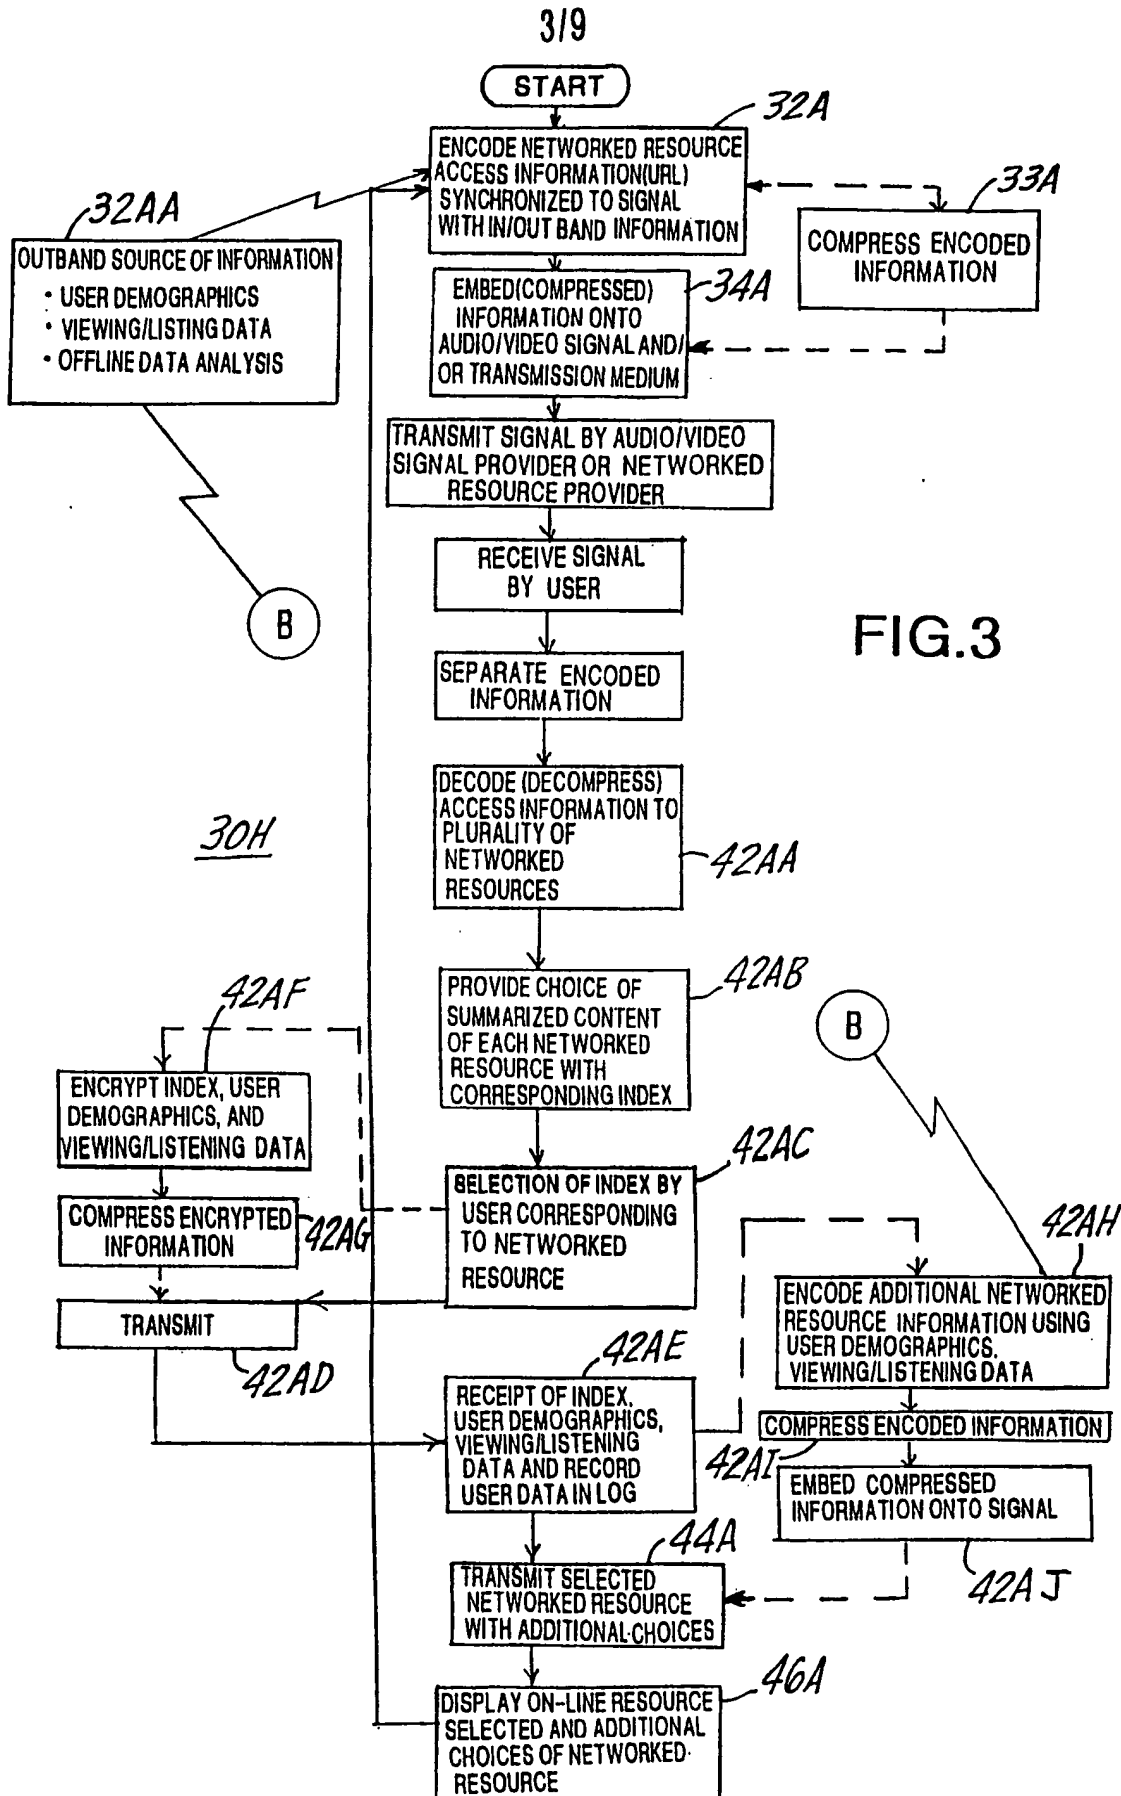 3/9
START
32A
ENCODE NETWORKED RESOURCE
ACCESS INFORMATION(URL)
SYNCHRONIZED TO SIGNAL
WITH IN/OUT BAND INFORMATION
33A
COMPRESS ENCODED
INFORMATION
32AA
OUTBAND SOURCE OF INFORMATION
• USER DEMOGRAPHICS
• VIEWING/LISTING DATA
• OFFLINE DATA ANALYSIS
34A
EMBED(COMPRESSED)
INFORMATION ONTO
AUDIO/VIDEO SIGNAL AND/
OR TRANSMISSION MEDIUM
TRANSMIT SIGNAL BY AUDIO/VIDEO
SIGNAL PROVIDER OR NETWORKED
RESOURCE PROVIDER
RECEIVE SIGNAL
BY USER
B
FIG.3
SEPARATE ENCODED
INFORMATION
DECODE (DECOMPRESS)
ACCESS INFORMATION TO
PLURALITY OF
NETWORKED
RESOURCES
42AA
30H
42AB
PROVIDE CHOICE OF
SUMMARIZED CONTENT
OF EACH NETWORKED
RESOURCE WITH
CORRESPONDING INDEX
B
42AF
ENCRYPT INDEX, USER
DEMOGRAPHICS, AND
VIEWING/LISTENING DATA
42AC
SELECTION OF INDEX BY
USER CORRESPONDING
TO NETWORKED
RESOURCE
COMPRESS ENCRYPTED
INFORMATION
42AG
TRANSMIT
42AD
42AH
ENCODE ADDITIONAL NETWORKED
RESOURCE INFORMATION USING
USER DEMOGRAPHICS.
VIEWING/LISTENING DATA
42AE
RECEIPT OF INDEX,
USER DEMOGRAPHICS,
VIEWING/LISTENING
DATA AND RECORD
USER DATA IN LOG
COMPRESS ENCODED INFORMATION
42AI
EMBED COMPRESSED
INFORMATION ONTO SIGNAL
42AJ
44A
TRANSMIT SELECTED
NETWORKED RESOURCE
WITH ADDITIONAL CHOICES
46A
DISPLAY ON-LINE RESOURCE
SELECTED AND ADDITIONAL
CHOICES OF NETWORKED
RESOURCE